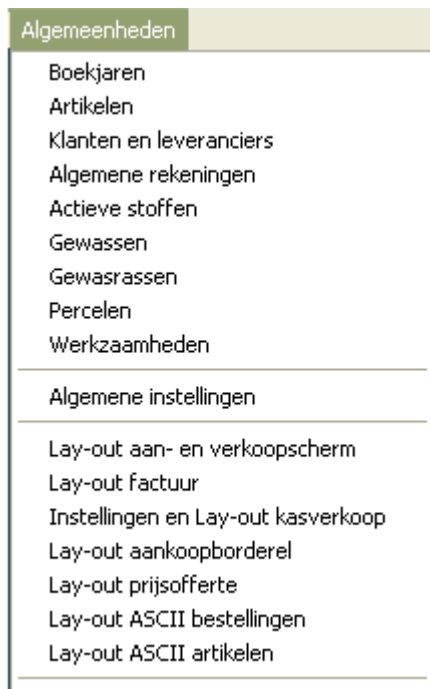 Algemeenheden
Boekjaren
Artikelen
Klanten en leveranciers
Algemene rekeningen
Actieve stoffen
Gewassen
Gewasrassen
Percelen
Werkzaamheden
Algemene instellingen
Lay-out aan- en verkoopscherm
Lay-out factuur
Instellingen en Lay-out kasverkoop
Lay-out aankoopborderel
Lay-out prijsofferte
Lay-out ASCII bestellingen
Lay-out ASCII artikelen